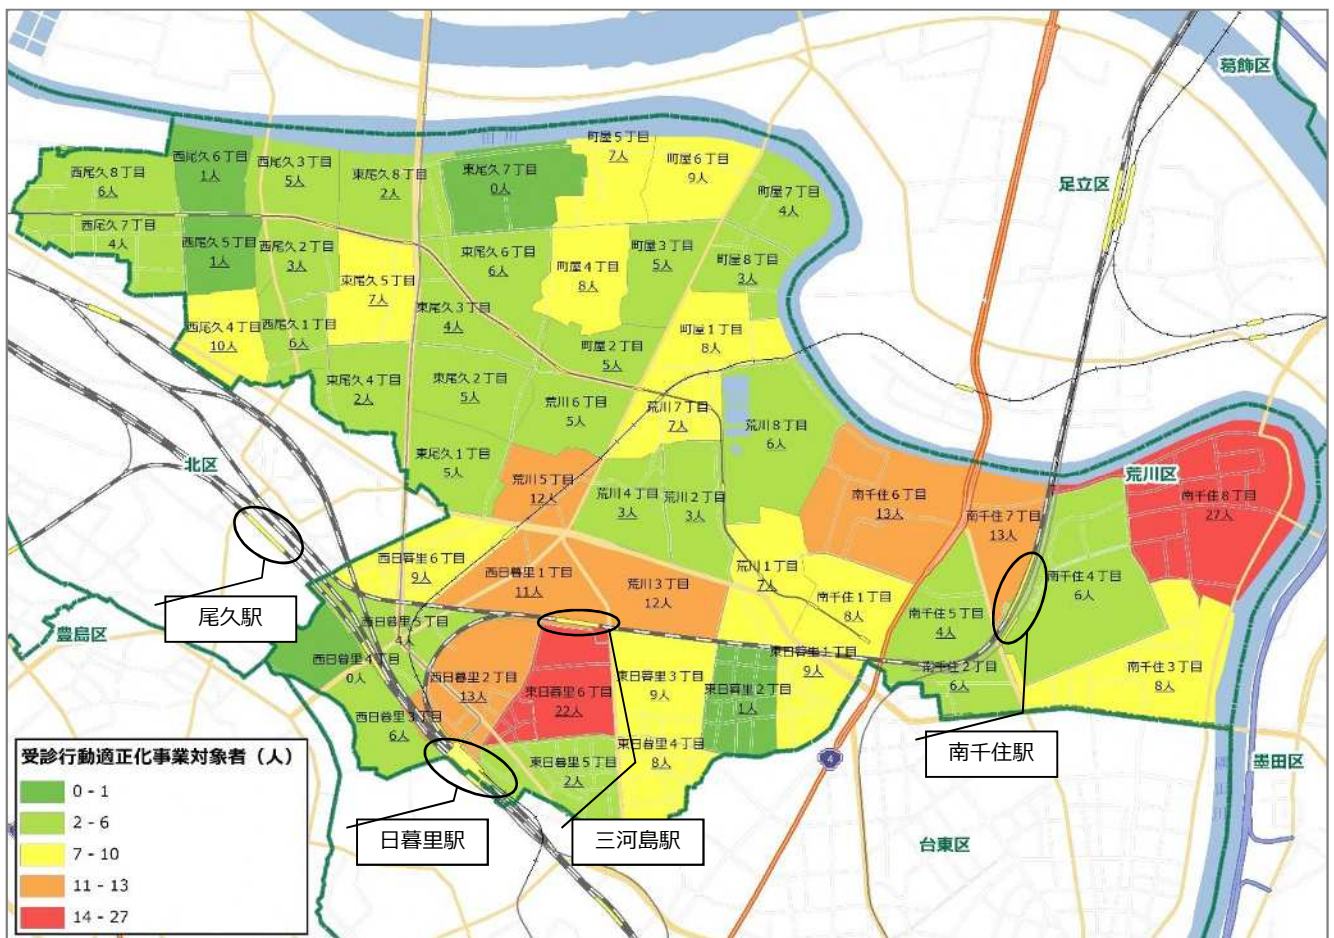 葛飾区
足立区
町屋5丁目
7人
町屋6丁目
9人
西尾久6丁目
1人
西尾久3丁目
5人
東尾久8丁目
2人
東尾久7丁目
0人
西尾久8丁目
6人
町屋7丁目
4人
西尾久7丁目
4人
西尾久5丁目
1人
西尾久2丁目
3人
東尾久5丁目
7人
東尾久6丁目
6人
町屋4丁目
8人
町屋3丁目
5人
町屋8丁目
3人
東尾久3丁目
4人
西尾久4丁目
10人
西尾久1丁目
6人
町屋1丁目
8人
町屋2丁目
5人
東尾久4丁目
2人
東尾久2丁目
5人
荒川6丁目
5人
荒川7丁目
7人
荒川8丁目
6人
東尾久1丁目
5人
北区
荒川5丁目
12人
荒川4丁目
3人
荒川2丁目
3人
南千住6丁目
13人
南千住7丁目
13人
荒川区
南千住8丁目
27人
西日暮里6丁目
9人
西日暮里1丁目
11人
荒川3丁目
12人
荒川1丁目
7人
南千住1丁目
8人
南千住4丁目
6人
南千住5丁目
4人
尾久駅
豊島区
西日暮里5丁目
4人
西日暮里4丁目
0人
西日暮里2丁目
13人
東日暮里6丁目
22人
東日暮里3丁目
9人
東日暮里2丁目
1人
東日暮里1丁目
9人
南千住2丁目
6人
南千住3丁目
8人
西日暮里3丁目
6人
東日暮里5丁目
2人
東日暮里4丁目
8人
南千住駅
墨田区
4
日暮里駅
三河島駅
台東区
受診行動適正化事業対象者（人）
0 - 1
2 - 6
7 - 10
11 - 13
14 - 27